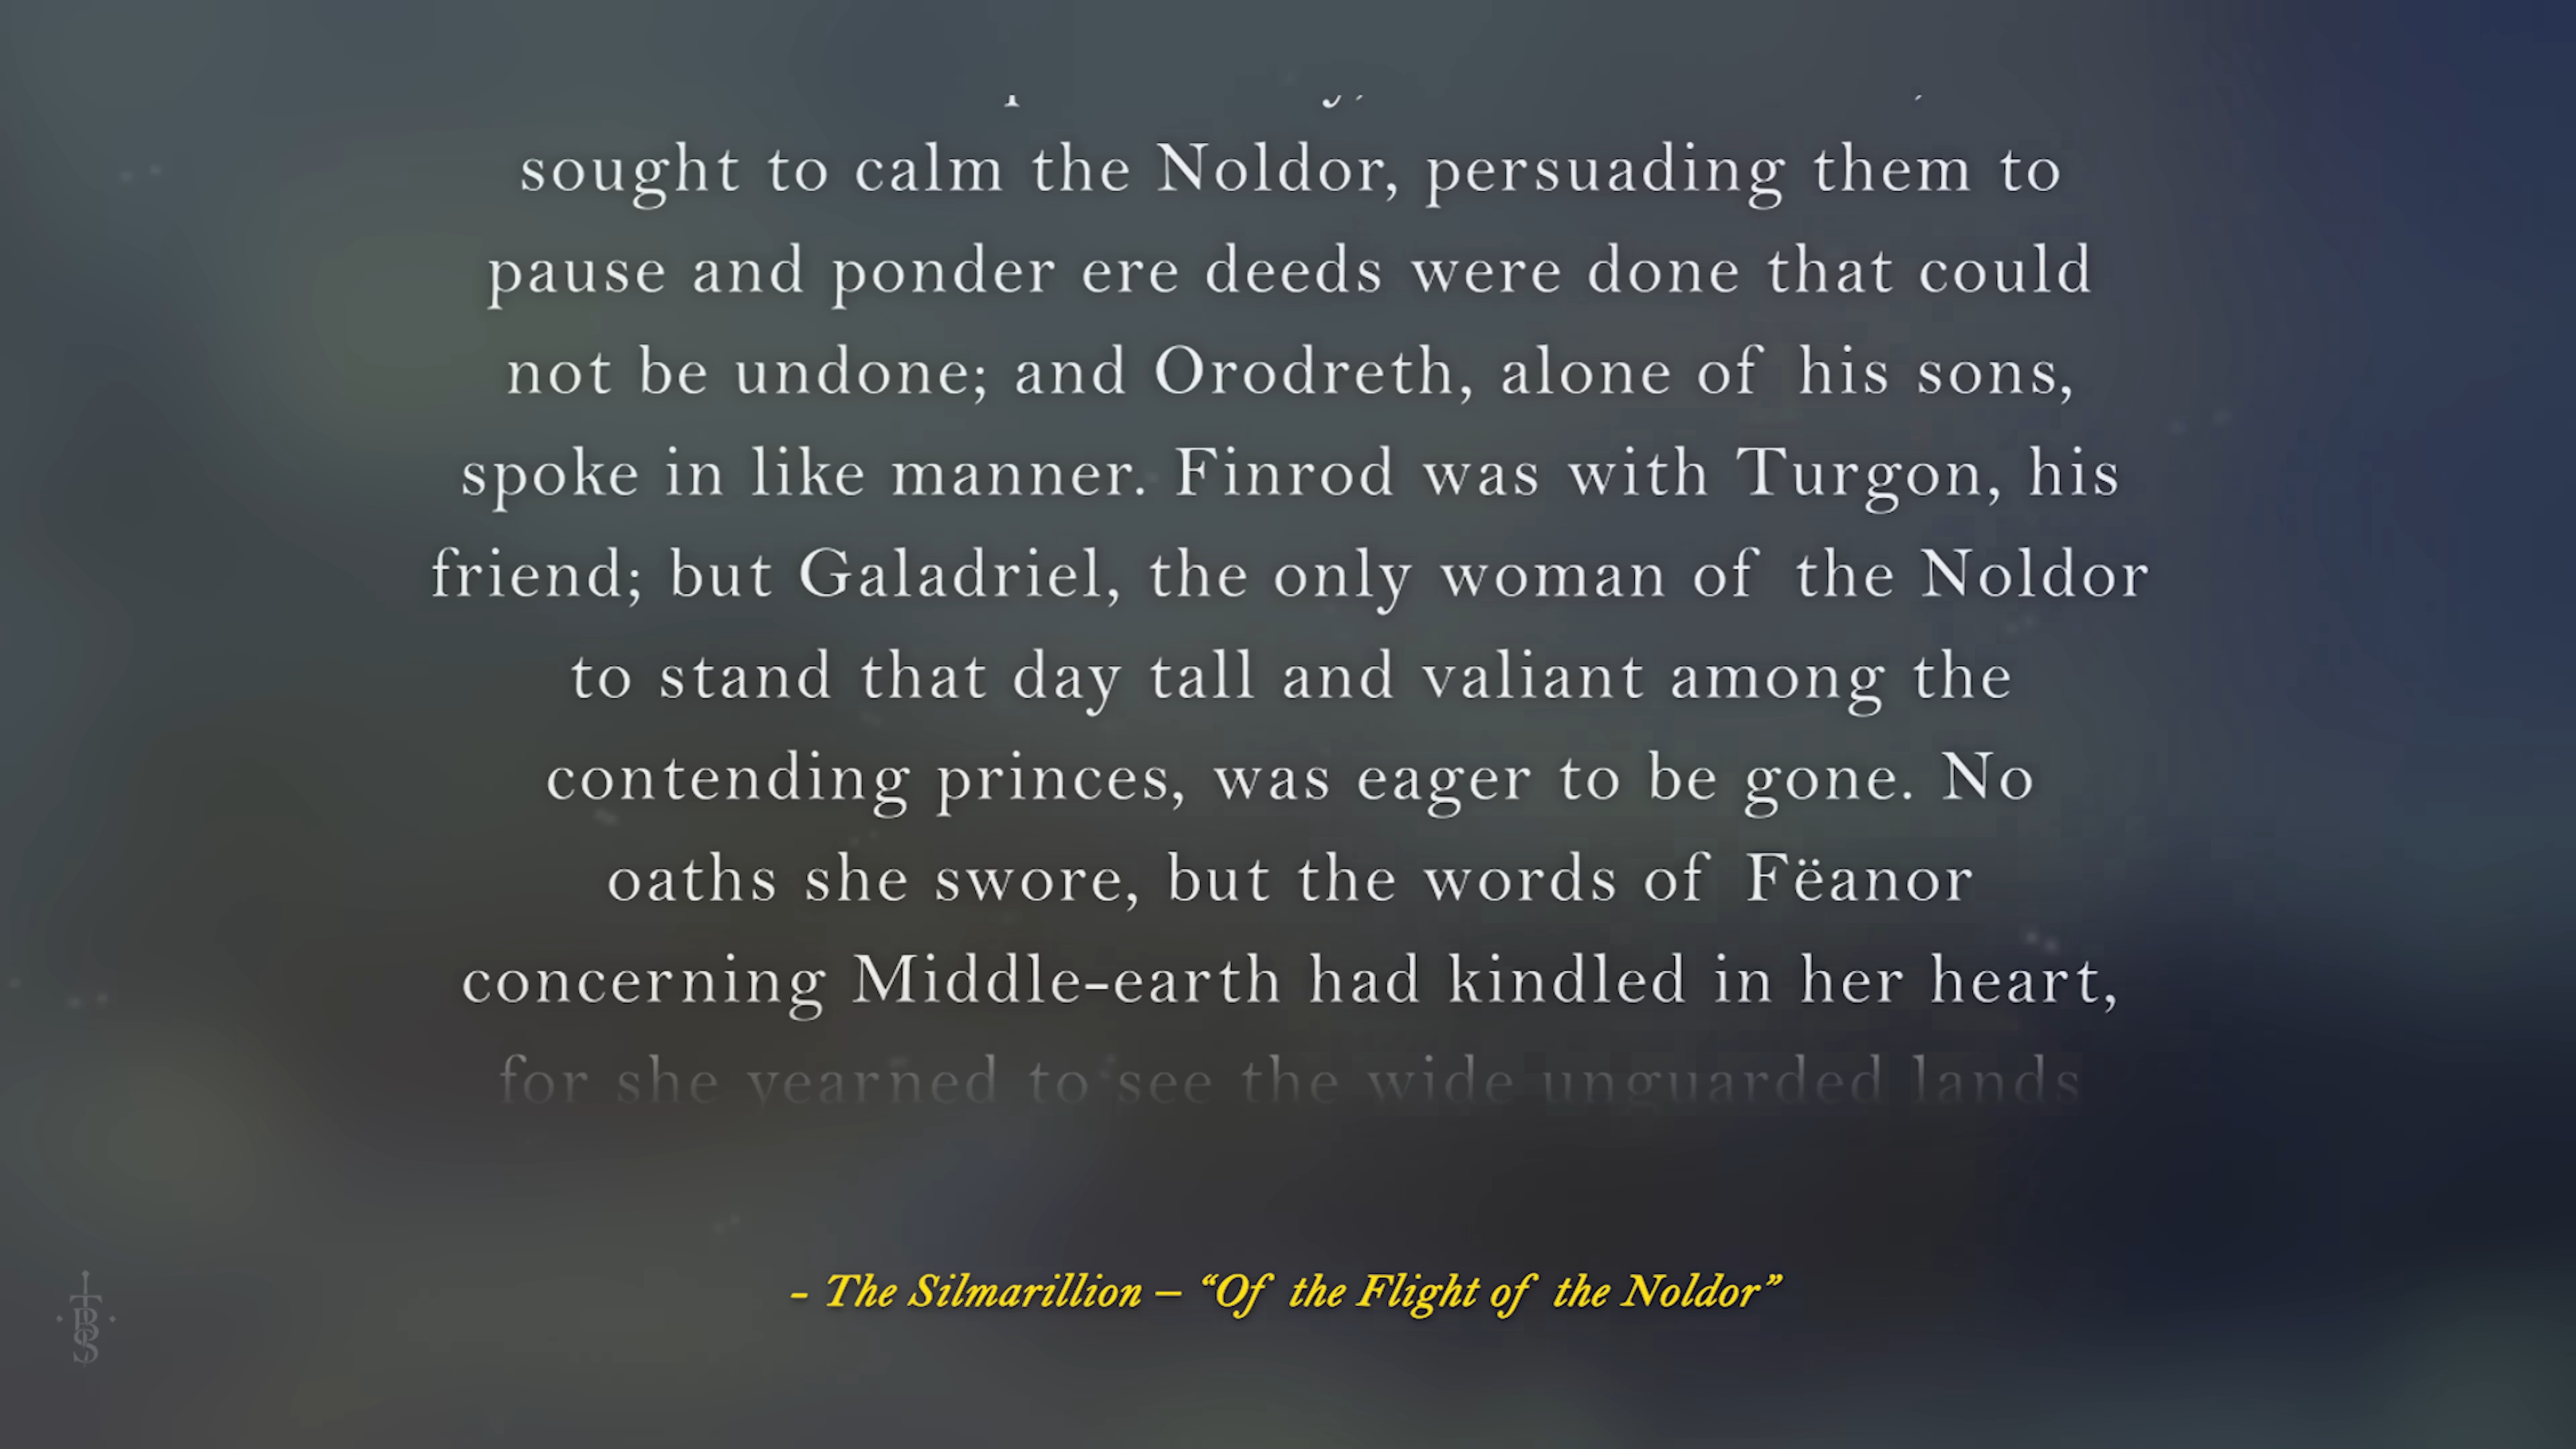 sought to calm the Noldor, persuading them to
pause and ponder ere deeds were done that could
not be undone; and Orodreth, alone of his sons,
spoke in like manner. Finrod was with Turgon, his
friend; but Galadriel, the only woman of the Noldor
to stand that day tall and valiant among the
contending princes, was eager to be gone. No
oaths she swore, but the words of Fëanor
concerning Middle-earth had kindled in her heart,
for she yearned to see the wide unguarded lands
- The Silmarillion – “Of the Flight of the Noldor”